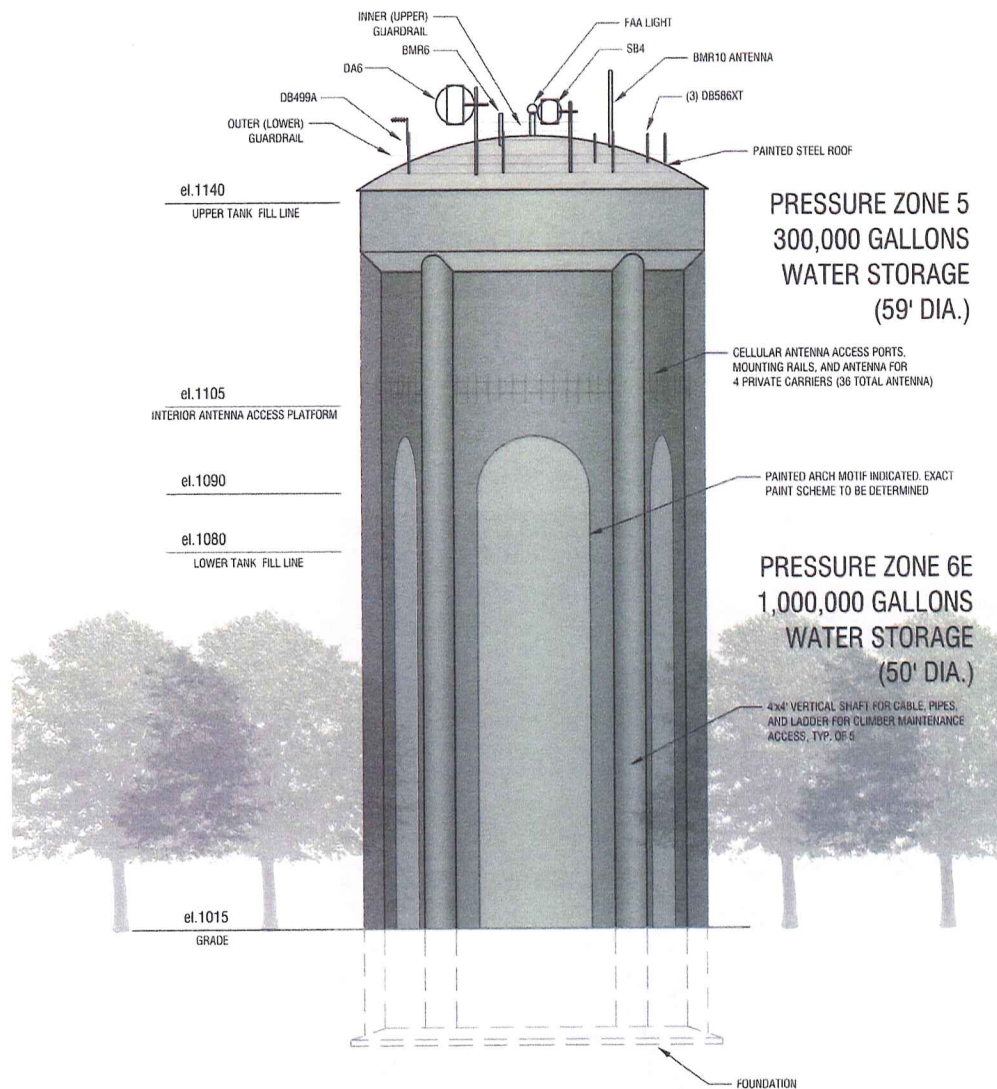 INNER (UPPER)
GUARDRAIL
FAA LIGHT
BMR6
SB4
BMR10 ANTENNA
DA6
DB499A
(3) DB586XT
OUTER (LOWER)
GUARDRAIL
PAINTED STEEL ROOF
el.1140
UPPER TANK FILL LINE
PRESSURE ZONE 5
300,000 GALLONS
WATER STORAGE
(59' DIA.)
CELLULAR ANTENNA ACCESS PORTS,
MOUNTING RAILS, AND ANTENNA FOR
4 PRIVATE CARRIERS (36 TOTAL ANTENNA)
el.1105
INTERIOR ANTENNA ACCESS PLATFORM
PAINTED ARCH MOTIF INDICATED. EXACT
PAINT SCHEME TO BE DETERMINED
el.1090
el.1080
LOWER TANK FILL LINE
PRESSURE ZONE 6E
1,000,000 GALLONS
WATER STORAGE
(50' DIA.)
4'x4' VERTICAL SHAFT FOR CABLE, PIPES,
AND LADDER FOR CLIMBER MAINTENANCE
ACCESS, TYP. OF 5
el.1015
GRADE
FOUNDATION